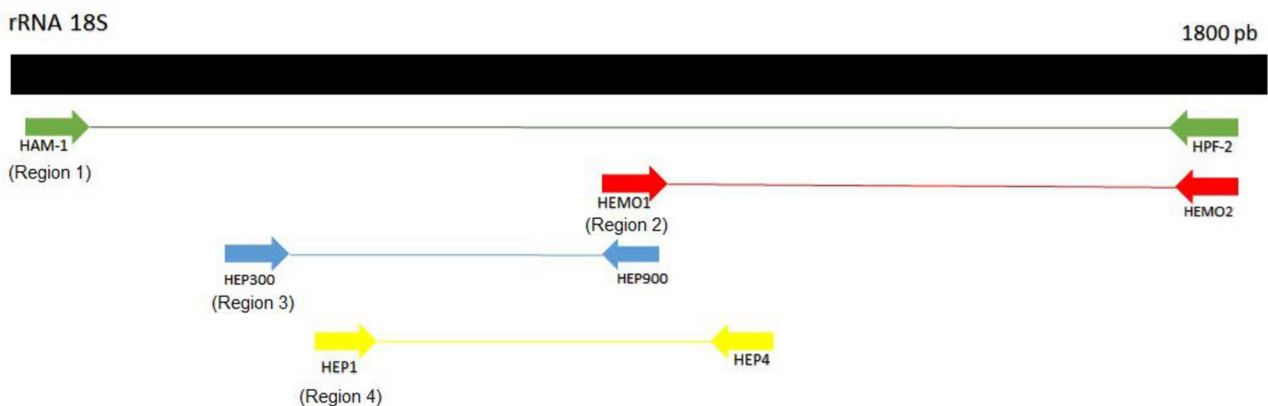 rRNA 18S
1800 pb
HAM-1
HPF-2
(Region 1)
HEMO1
HEMO2
(Region 2)
HEP300
HEP900
(Region 3)
HEP1
HEP4
(Region 4)